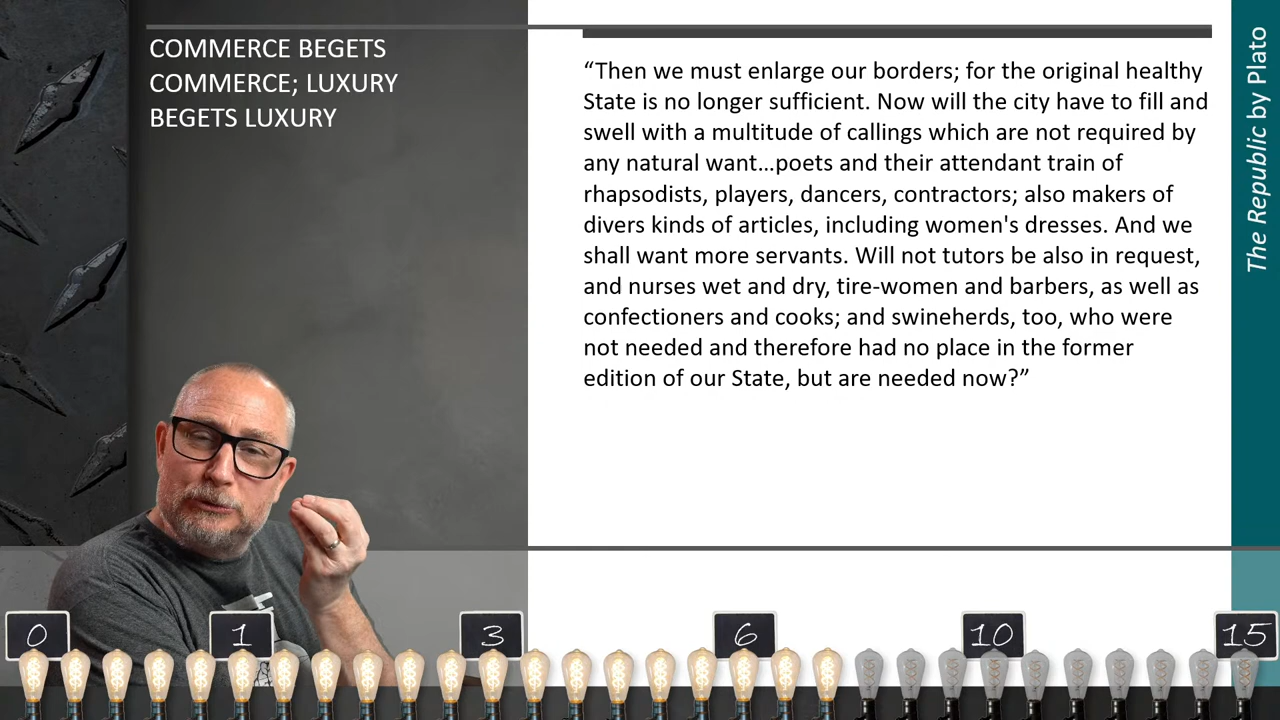 COMMERCE BEGETS
COMMERCE; LUXURY
BEGETS LUXURY
“Then we must enlarge our borders; for the original healthy
State is no longer sufficient. Now will the city have to fill and
swell with a multitude of callings which are not required by
any natural want…poets and their attendant train of
rhapsodists, players, dancers, contractors; also makers of
divers kinds of articles, including women's dresses. And we
shall want more servants. Will not tutors be also in request,
and nurses wet and dry, tire-women and barbers, as well as
confectioners and cooks; and swineherds, too, who were
not needed and therefore had no place in the former
edition of our State, but are needed now?”
The Republic by Plato
0
1
3
6
10
15